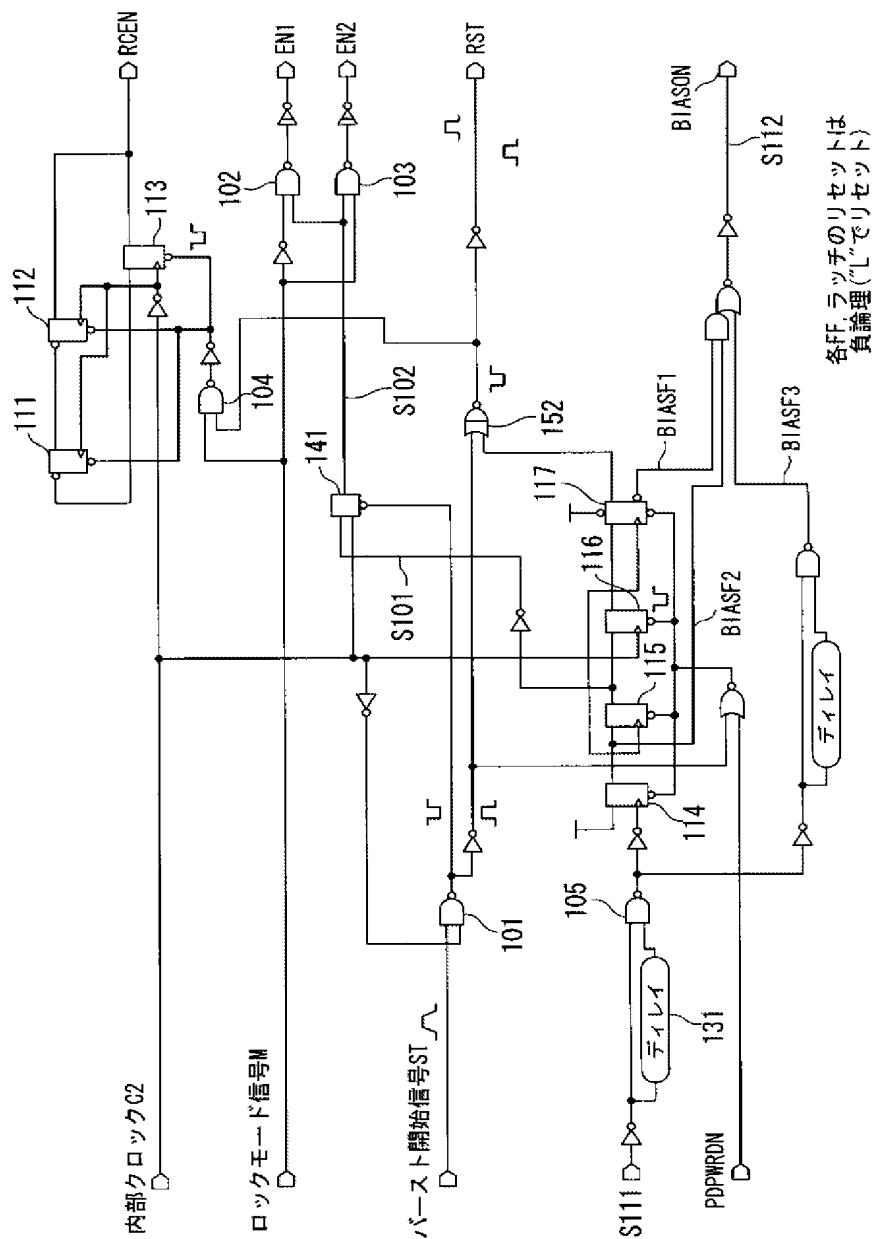 内部クロックC2
ロックモード信号M
バースト開始信号ST
S111
PDPWRDN
111
112
113
RCEN
104
102
EN1
EN2
103
141
S102
S101
101
152
RST
117
116
115
114
BIASF1
BIASF2
BIASF3
105
ディレイ
131
ディレイ
BIASON
S112
各FF, ラッチのリセットは
負論理("L"でリセット)